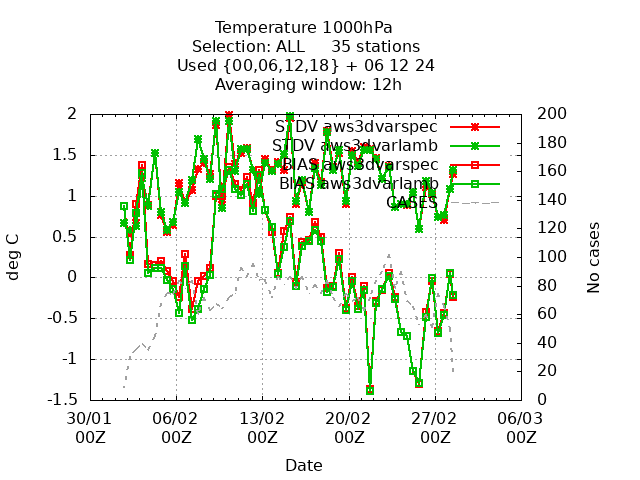 Temperature 1000hPa
Selection: ALL 35 stations
Used {00,06,12,18} + 06 12 24
Averaging window: 12h
2 200
STDV aws3dvarspec
180
STDV aws3dvarlamb
1.5 160
BIAS aws3dvarspec
BIAS aws3dvarlamb
1 140
CASES
0.5 120
deg C
No cases
100
0
80
-0.5 60
40
-1
20
-1.5 0
30/01 06/02 13/02 20/02 27/02 06/03
00Z 00Z 00Z 00Z 00Z 00Z
Date